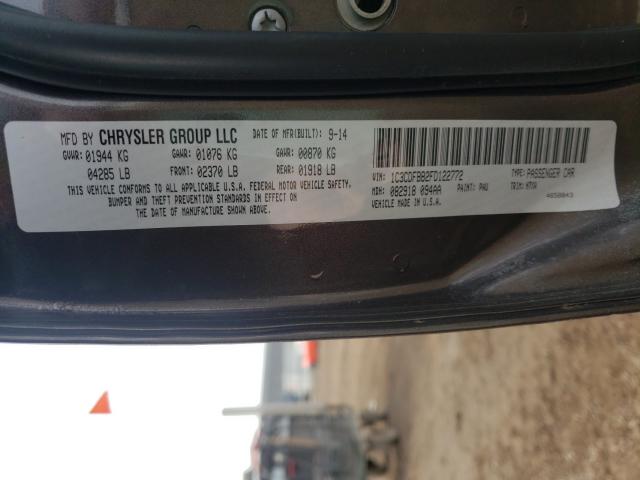 MFD BY CHRYSLER GROUP LLC DATE OF MFR(BUILT): 9-14
GVWR: 01944 KG GAWR: 01076 KG GAWR: 00870 KG
04285 LB FRONT: 02370 LB REAR: 01918 LB
THIS VEHICLE CONFORMS TO ALL APPLICABLE U.S.A. FEDERAL MOTOR VEHICLE SAFETY,
BUMPER AND THEFT PREVENTION STANDARDS IN EFFECT ON
THE DATE OF MANUFACTURE SHOWN ABOVE.
VIN: 1C3CDFBB2FD122772 TYPE: PASSENGER CAR
MDH: 082918 094AA PAINT: PAU TRIM: H7DA
VEHICLE MADE IN U.S.A. 4650043